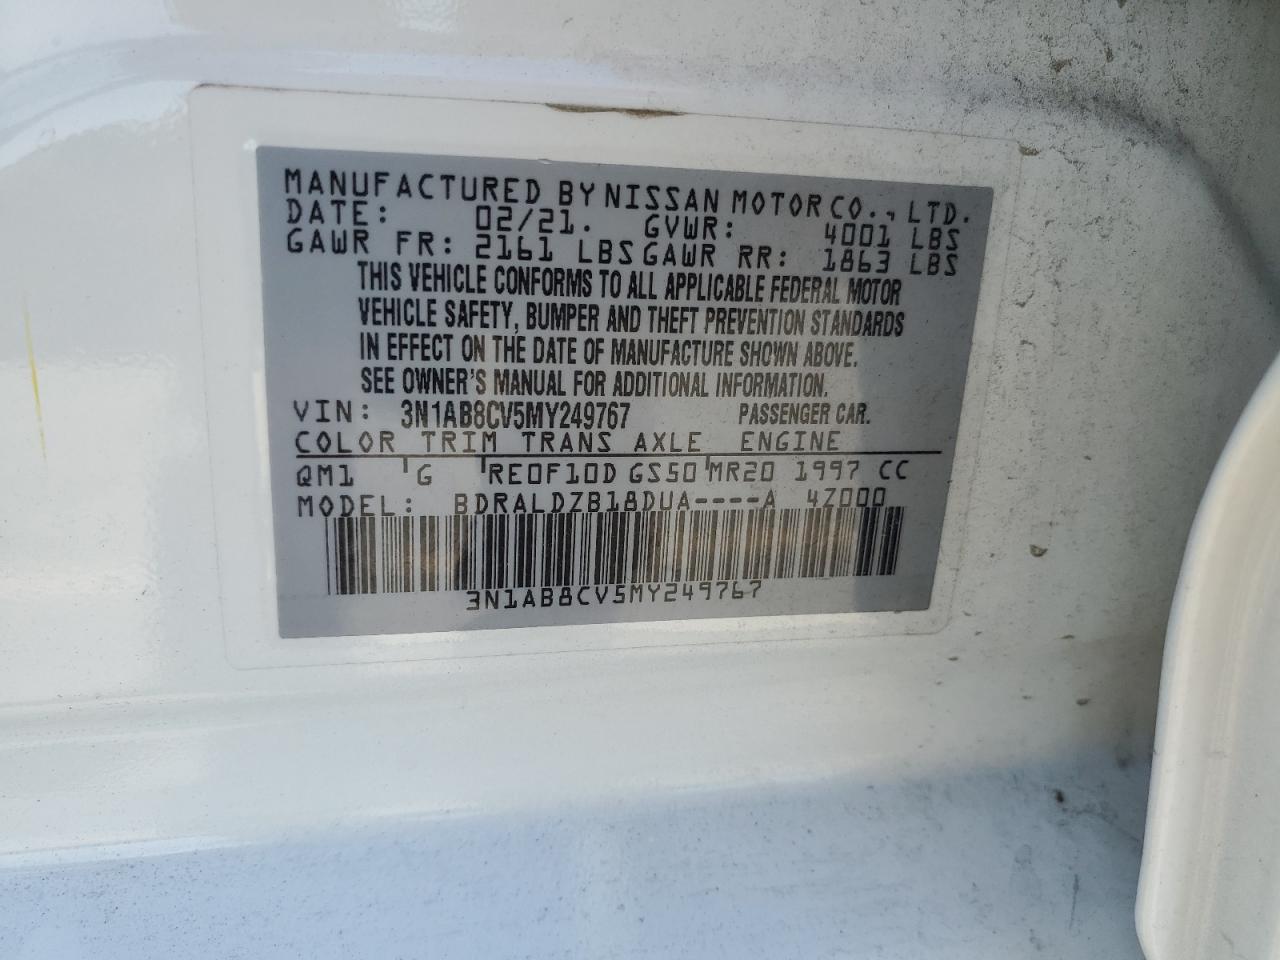 MANUFACTURED BY NISSAN MOTOR CO., LTD.
DATE: 02/21. GVWR: 4001 LBS
GAWR FR: 2161 LBS GAWR RR: 1863 LBS
THIS VEHICLE CONFORMS TO ALL APPLICABLE FEDERAL MOTOR
VEHICLE SAFETY, BUMPER AND THEFT PREVENTION STANDARDS
IN EFFECT ON THE DATE OF MANUFACTURE SHOWN ABOVE.
SEE OWNER'S MANUAL FOR ADDITIONAL INFORMATION.
VIN: 3N1AB8CV5MY249767 PASSENGER CAR.
COLOR TRIM TRANS AXLE ENGINE
QM1 G RE0F10D GS50 MR20 1997 CC
MODEL: BDRALDZB18DUA----A 4Z000
3N1AB8CV5MY249767